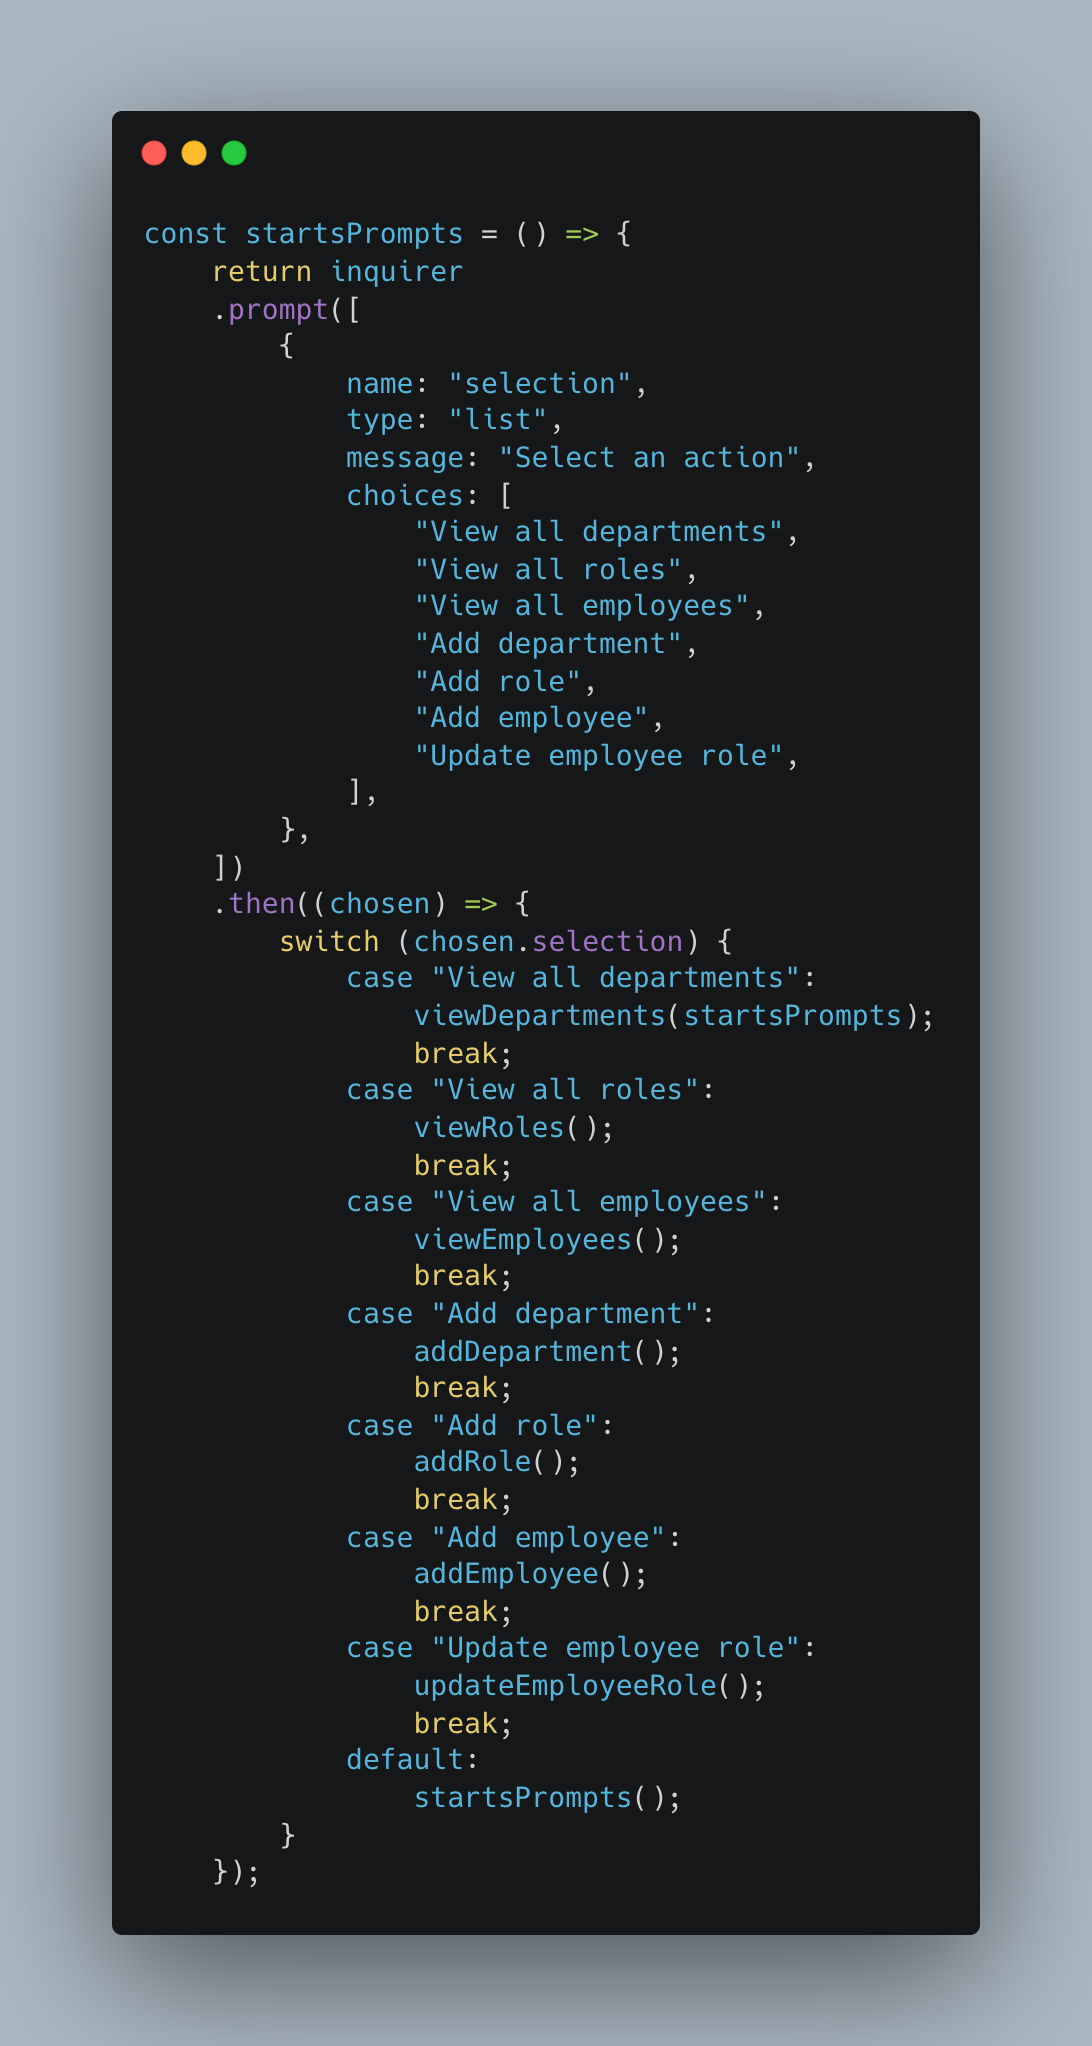 const startsPrompts = () => {
    return inquirer
    .prompt([
        {
            name: "selection",
            type: "list",
            message: "Select an action",
            choices: [
                "View all departments",
                "View all roles",
                "View all employees",
                "Add department",
                "Add role",
                "Add employee",
                "Update employee role",
            ],
        },
    ])
    .then((chosen) => {
        switch (chosen.selection) {
            case "View all departments":
                viewDepartments(startsPrompts);
                break;
            case "View all roles":
                viewRoles();
                break;
            case "View all employees":
                viewEmployees();
                break;
            case "Add department":
                addDepartment();
                break;
            case "Add role":
                addRole();
                break;
            case "Add employee":
                addEmployee();
                break;
            case "Update employee role":
                updateEmployeeRole();
                break;
            default:
                startsPrompts();
        }
    });